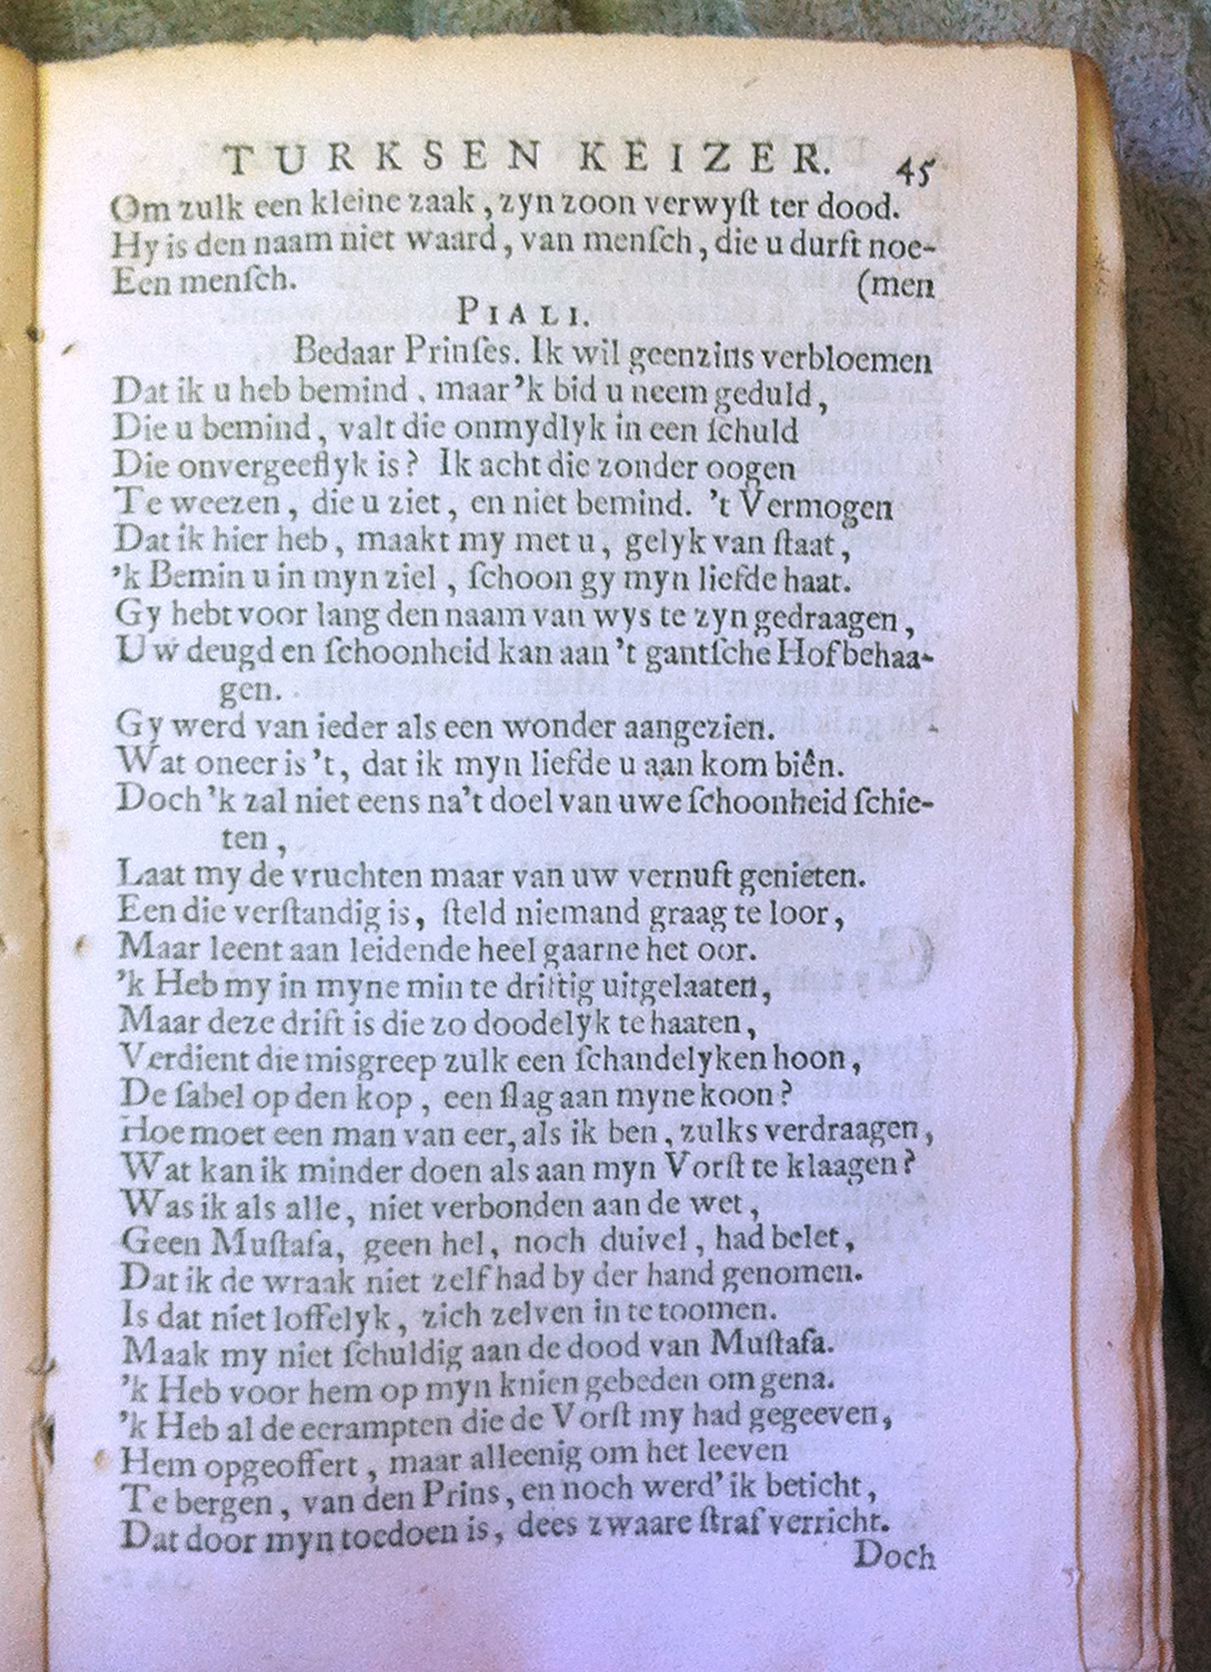 TURKSEN KEIZER. 45
Om zulk een kleine zaak, zyn zoon verwyſt ter dood.
Hy is den naam niet waard, van menſch, die u durft noe-
Een menſch. (men
PIALI.
Bedaar Prinſes. Ik wil geenzins verbloemen
Dat ik u heb bemind, maar 'k bid u neem geduld,
Die u bemind, valt die onmydlyk in een ſchuld
Die onvergeeflyk is? Ik acht die zonder oogen
Te weezen, die u ziet, en niet bemind. 't Vermogen
Dat ik hier heb, maakt my met u, gelyk van ſtaat,
'k Bemin u in myn ziel, ſchoon gy myn liefde haat.
Gy hebt voor lang den naam van wys te zyn gedraagen,
Uw deugd en ſchoonheid kan aan 't gantſche Hof behaa-
gen.
Gy werd van ieder als een wonder aangezien.
Wat oneer is 't, dat ik myn liefde u aan kom biên.
Doch 'k zal niet eens na't doel van uwe ſchoonheid ſchie-
ten,
Laat my de vruchten maar van uw vernuft genieten.
Een die verſtandig is, ſteld niemand graag te loor,
Maar leent aan leidende heel gaarne het oor.
'k Heb my in myne min te driftig uitgelaaten,
Maar deze drift is die zo doodelyk te haaten,
Verdient die misgreep zulk een ſchandelyken hoon,
De ſabel op den kop, een ſlag aan myne koon?
Hoe moet een man van eer, als ik ben, zulks verdraagen,
Wat kan ik minder doen als aan myn Vorſt te klaagen?
Was ik als alle, niet verbonden aan de wet,
Geen Muſtafa, geen hel, noch duivel, had belet,
Dat ik de wraak niet zelf had by der hand genomen.
Is dat niet loffelyk, zich zelven in te toomen.
Maak my niet ſchuldig aan de dood van Muſtafa.
'k Heb voor hem op myn knien gebeden om gena.
'k Heb al de eerampten die de Vorſt my had gegeeven,
Hem opgeoffert, maar alleenig om het leeven
Te bergen, van den Prins, en noch werd' ik beticht,
Dat door myn toedoen is, dees zwaare ſtraf verricht.
Doch